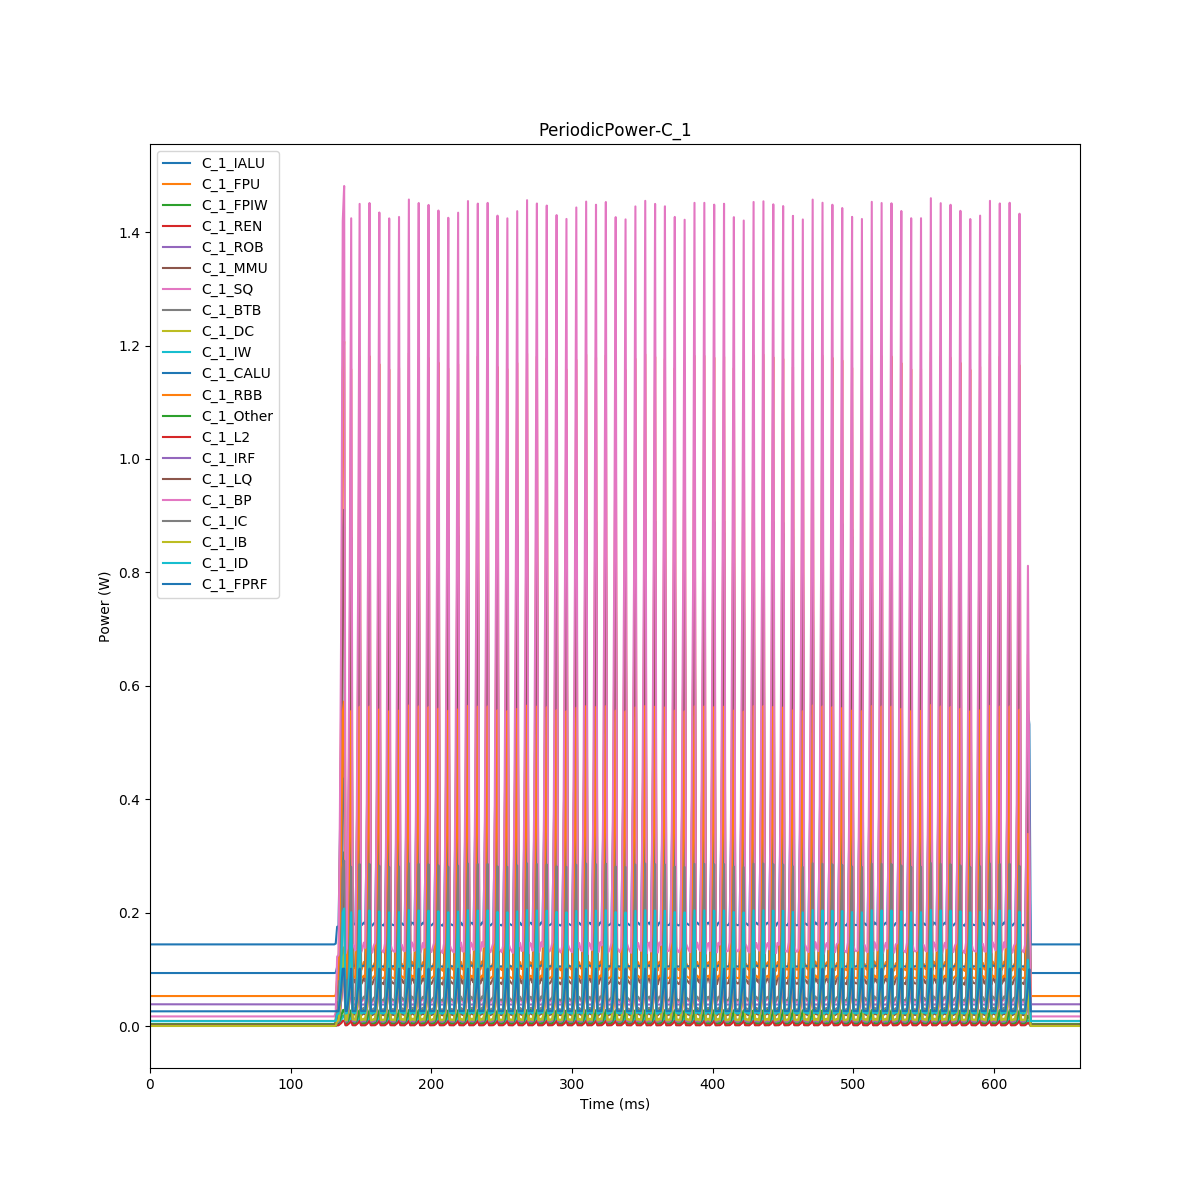 PeriodicPower-C_1
C_1_IALU
C_1_FPU
C_1_FPIW
C_1_REN
C_1_ROB
C_1_MMU
C_1_SQ
C_1_BTB
C_1_DC
C_1_IW
C_1_CALU
C_1_RBB
C_1_Other
C_1_L2
C_1_IRF
C_1_LQ
C_1_BP
C_1_IC
C_1_IB
C_1_ID
C_1_FPRF
Power (W)
1.4
1.2
1.0
0.8
0.6
0.4
0.2
0.0
0 100 200 300 400 500 600
Time (ms)